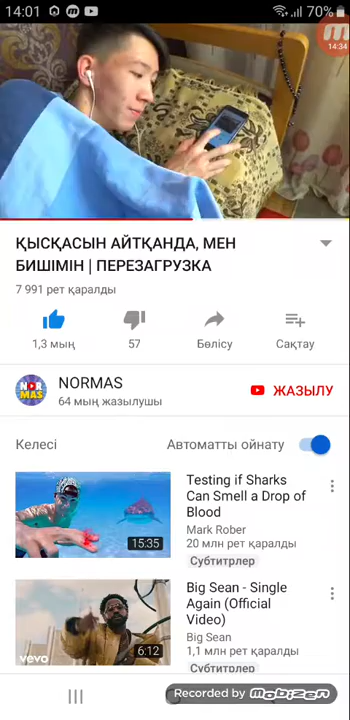 14:01
70%
14:34
ҚЫСҚАСЫН АЙТҚАНДА, МЕН
БИШІМІН | ПЕРЕЗАГРУЗКА
7 991 рет қаралды
1,3 мың
57
Бөлісу
Сақтау
NOR
MAS
NORMAS
64 мың жазылушы
ЖАЗЫЛУ
Келесі
Автоматты ойнату
Testing if Sharks
Can Smell a Drop of
Blood
Mark Rober
20 млн рет қаралды
Субтитрлер
15:35
Big Sean - Single
Again (Official
Video)
Big Sean
1,1 млн рет қаралды
Субтитрлер
vevo
6:12
Recorded by Mobizen